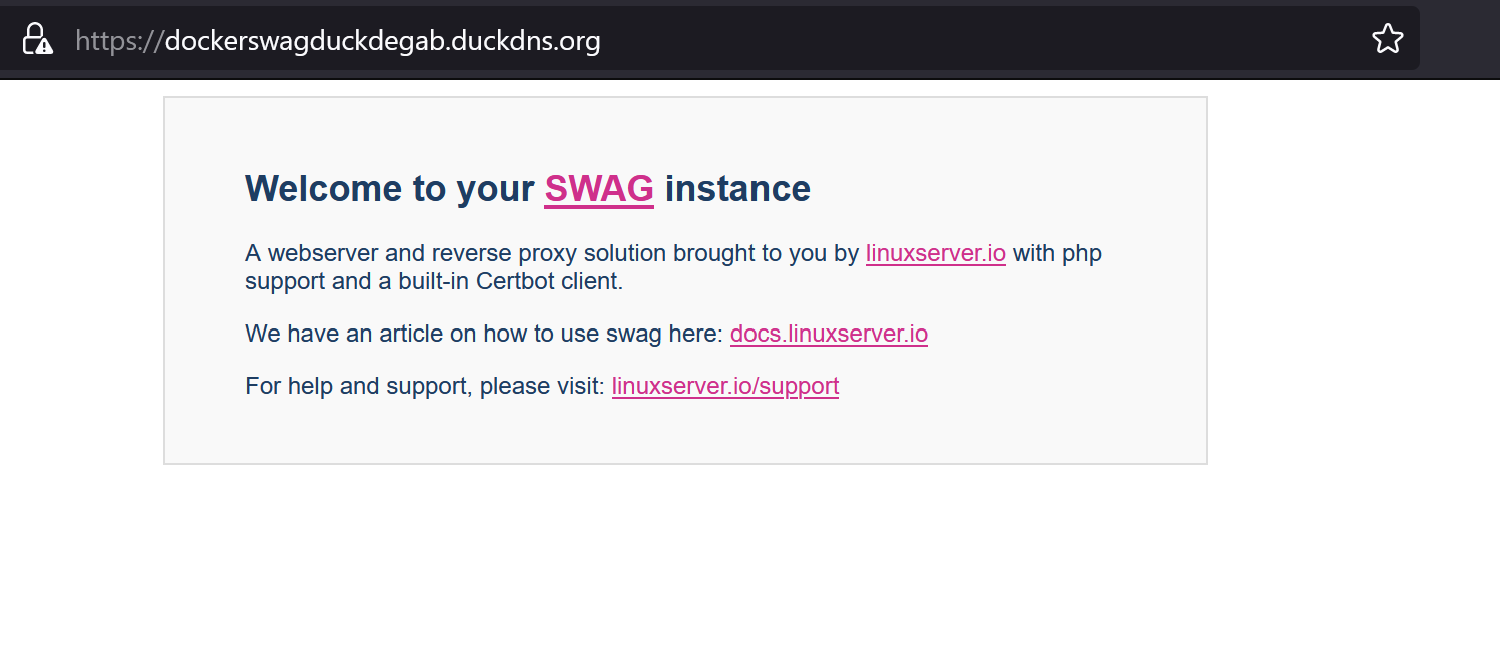 https://dockerswagduckdegab.duckdns.org
Welcome to your SWAG instance
A webserver and reverse proxy solution brought to you by linuxserver.io with php
support and a built-in Certbot client.
We have an article on how to use swag here: docs.linuxserver.io
For help and support, please visit: linuxserver.io/support